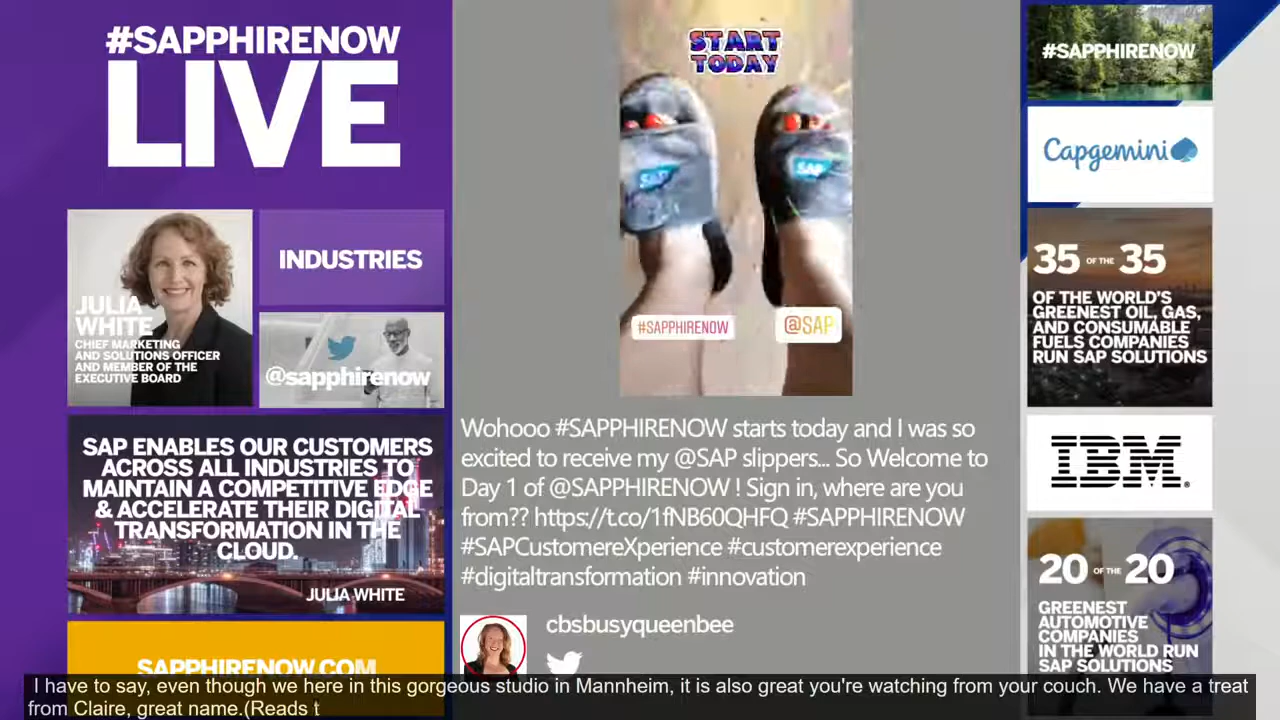 #SAPPHIRENOW
LIVE
JULIA
WHITE
CHIEF MARKETING
AND SOLUTIONS OFFICER
AND MEMBER OF THE
EXECUTIVE BOARD
INDUSTRIES
@sapphirenow
SAP ENABLES OUR CUSTOMERS
ACROSS ALL INDUSTRIES TO
MAINTAIN A COMPETITIVE EDGE
& ACCELERATE THEIR DIGITAL
TRANSFORMATION IN THE
CLOUD.
JULIA WHITE
SAPPHIRENOW.COM
START
TODAY
SAP
SAP
#SAPPHIRENOW
@SAP
Wohooo #SAPPHIRENOW starts today and I was so
excited to receive my @SAP slippers... So Welcome to
Day 1 of @SAPPHIRENOW ! Sign in, where are you
from?? https://t.co/1fNB60QHFQ #SAPPHIRENOW
#SAPCustomereXperience #customerexperience
#digitaltransformation #innovation
cbsbusyqueenbee
#SAPPHIRENOW
Capgemini
35 OF THE 35
OF THE WORLD'S
GREENEST OIL, GAS,
AND CONSUMABLE
FUELS COMPANIES
RUN SAP SOLUTIONS
IBM
20 OF THE 20
GREENEST
AUTOMOTIVE
COMPANIES
IN THE WORLD RUN
SAP SOLUTIONS
I have to say, even though we here in this gorgeous studio in Mannheim, it is also great you're watching from your couch. We have a treat
from Claire, great name.(Reads t